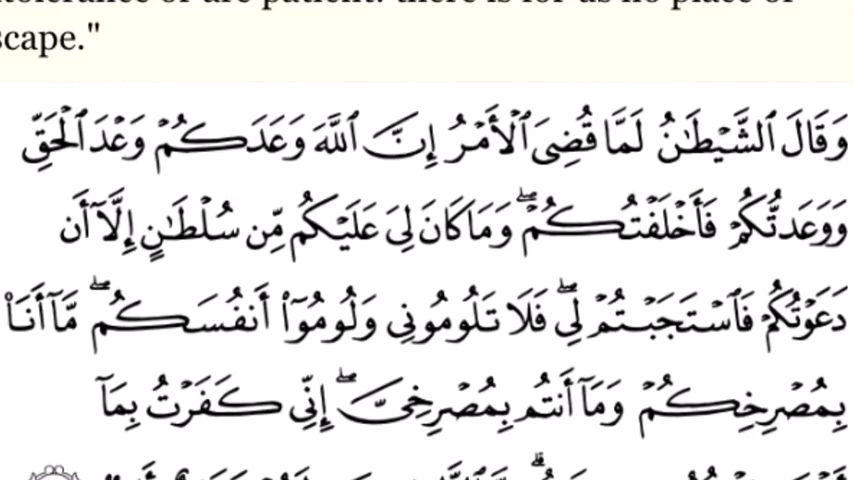 scape."
وَقَالَ ٱلشَّيْطَٰنُ لَمَّا قُضِىَ ٱلْأَمْرُ إِنَّ ٱللَّهَ وَعَدَكُمْ وَعْدَ ٱلْحَقِّ
وَوَعَدتُّكُمْ فَأَخْلَفْتُكُمْ ۖ وَمَا كَانَ لِىَ عَلَيْكُم مِّن سُلْطَٰنٍ إِلَّآ أَن
دَعَوْتُكُمْ فَٱسْتَجَبْتُمْ لِى ۖ فَلَا تَلُومُونِى وَلُومُوٓا۟ أَنفُسَكُم ۖ مَّآ أَنَا۠
بِمُصْرِخِكُمْ وَمَآ أَنتُم بِمُصْرِخِىَّ ۖ إِنِّى كَفَرْتُ بِمَآ